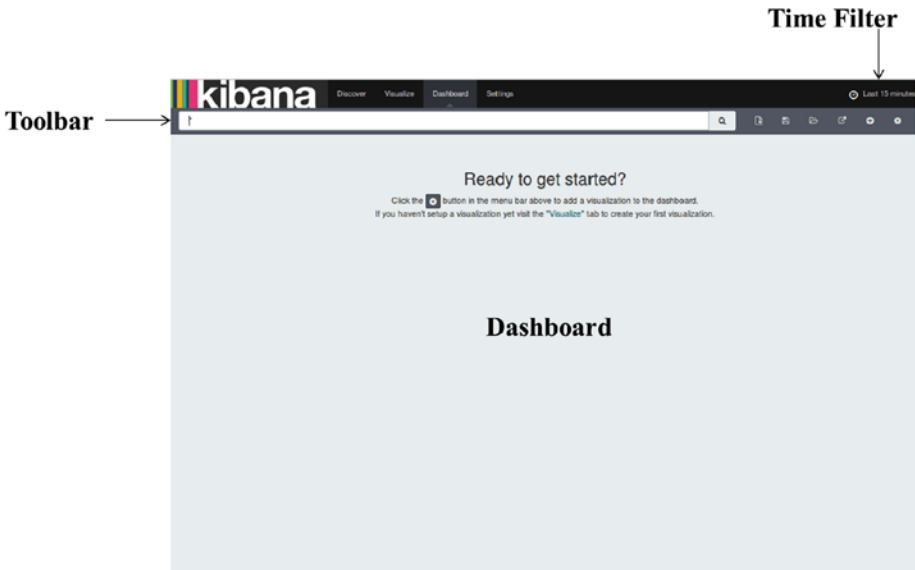 Time Filter
kibana Discover Visualize Dashboard Settings Last 15 minutes
Toolbar
Ready to get started?
Click the button in the menu bar above to add a visualization to the dashboard.
If you haven't setup a visualization yet visit the "Visualize" tab to create your first visualization.
Dashboard